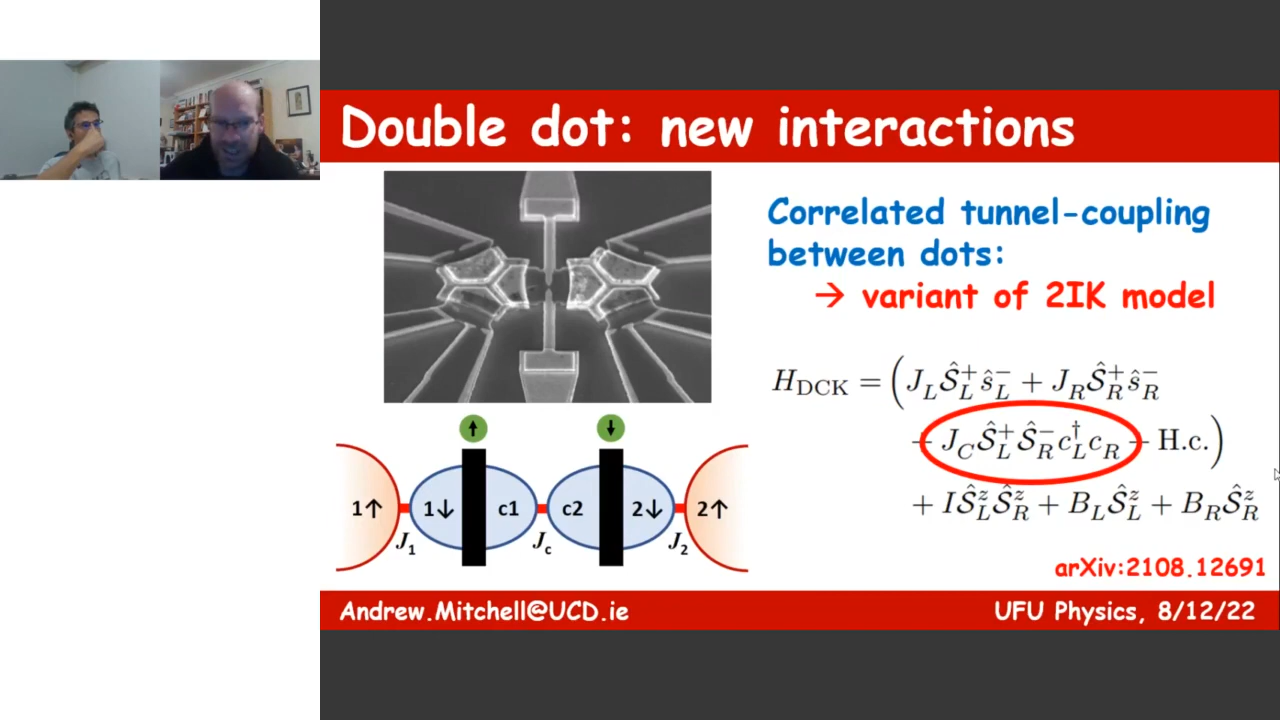 Double dot: new interactions
Correlated tunnel-coupling
between dots:
→ variant of 2IK model
H_DCK = (J_L Ŝ_L^+ ŝ_L^- + J_R Ŝ_R^+ ŝ_R^-
+ J_C Ŝ_L^+ Ŝ_R^- c_L^† c_R + H.c.)
+ I Ŝ_L^z Ŝ_R^z + B_L Ŝ_L^z + B_R Ŝ_R^z
↑ ↓
1↑ 1↓ c1 c2 2↓ 2↑
J_1 J_c J_2
arXiv:2108.12691
Andrew.Mitchell@UCD.ie
UFU Physics, 8/12/22